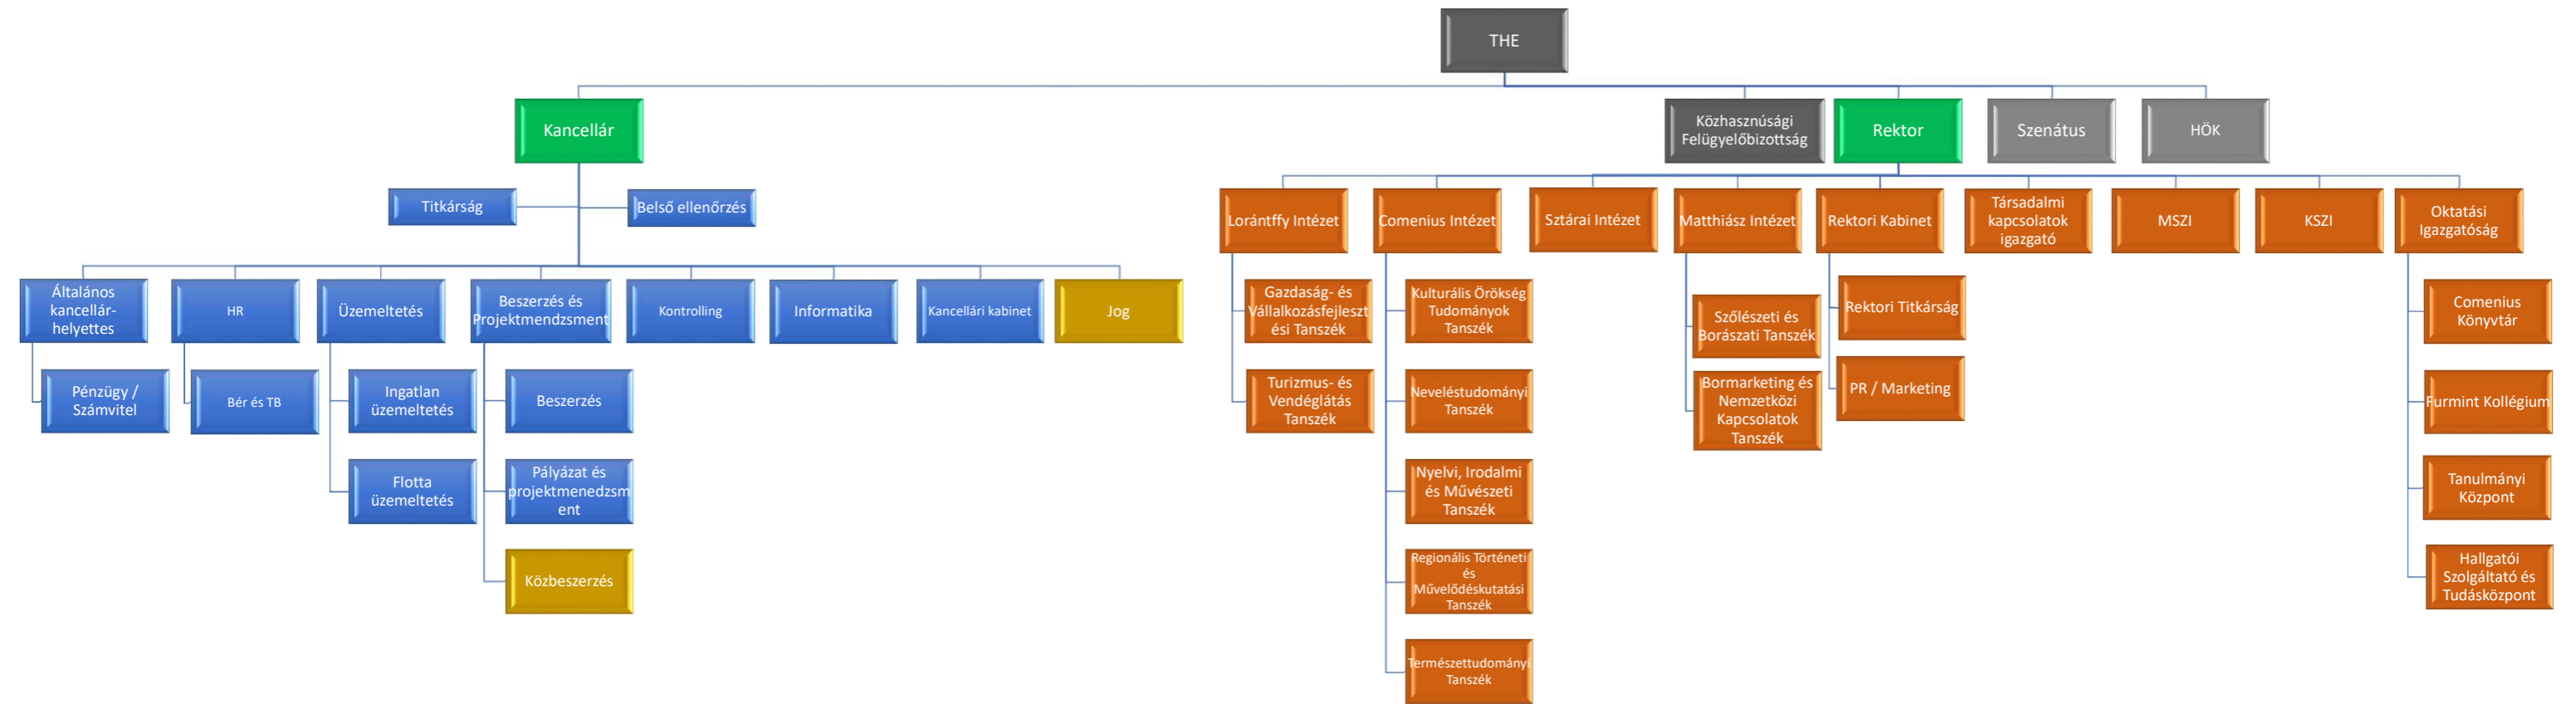 THE
Kancellár
Közhasznúsági
Felügyelőbizottság
Rektor
Szenátus
HÖK
Titkárság
Belső ellenőrzés
Általános
kancellár-
helyettes
HR
Üzemeltetés
Beszerzés és
Projektmendzsment
Kontrolling
Informatika
Kancellári kabinet
Jog
Pénzügy /
Számvitel
Bér és TB
Ingatlan
üzemeltetés
Flotta
üzemeltetés
Beszerzés
Pályázat és
projektmenedzsm
ent
Közbeszerzés
Lorántffy Intézet
Comenius Intézet
Sztárai Intézet
Matthiász Intézet
Rektori Kabinet
Társadalmi
kapcsolatok
igazgató
MSZI
KSZI
Oktatási
Igazgatóság
Gazdaság- és
Vállalkozásfejleszt
ési Tanszék
Turizmus- és
Vendéglátás
Tanszék
Kulturális Örökség
Tudományok
Tanszék
Neveléstudományi
Tanszék
Nyelvi, Irodalmi
és Művészeti
Tanszék
Regionális Történeti
és
Művelődéskutatási
Tanszék
Természettudományi
Tanszék
Szőlészeti és
Borászati Tanszék
Bormarketing és
Nemzetközi
Kapcsolatok
Tanszék
Rektori Titkárság
PR / Marketing
Comenius
Könyvtár
Furmint Kollégium
Tanulmányi
Központ
Hallgatói
Szolgáltató és
Tudásközpont